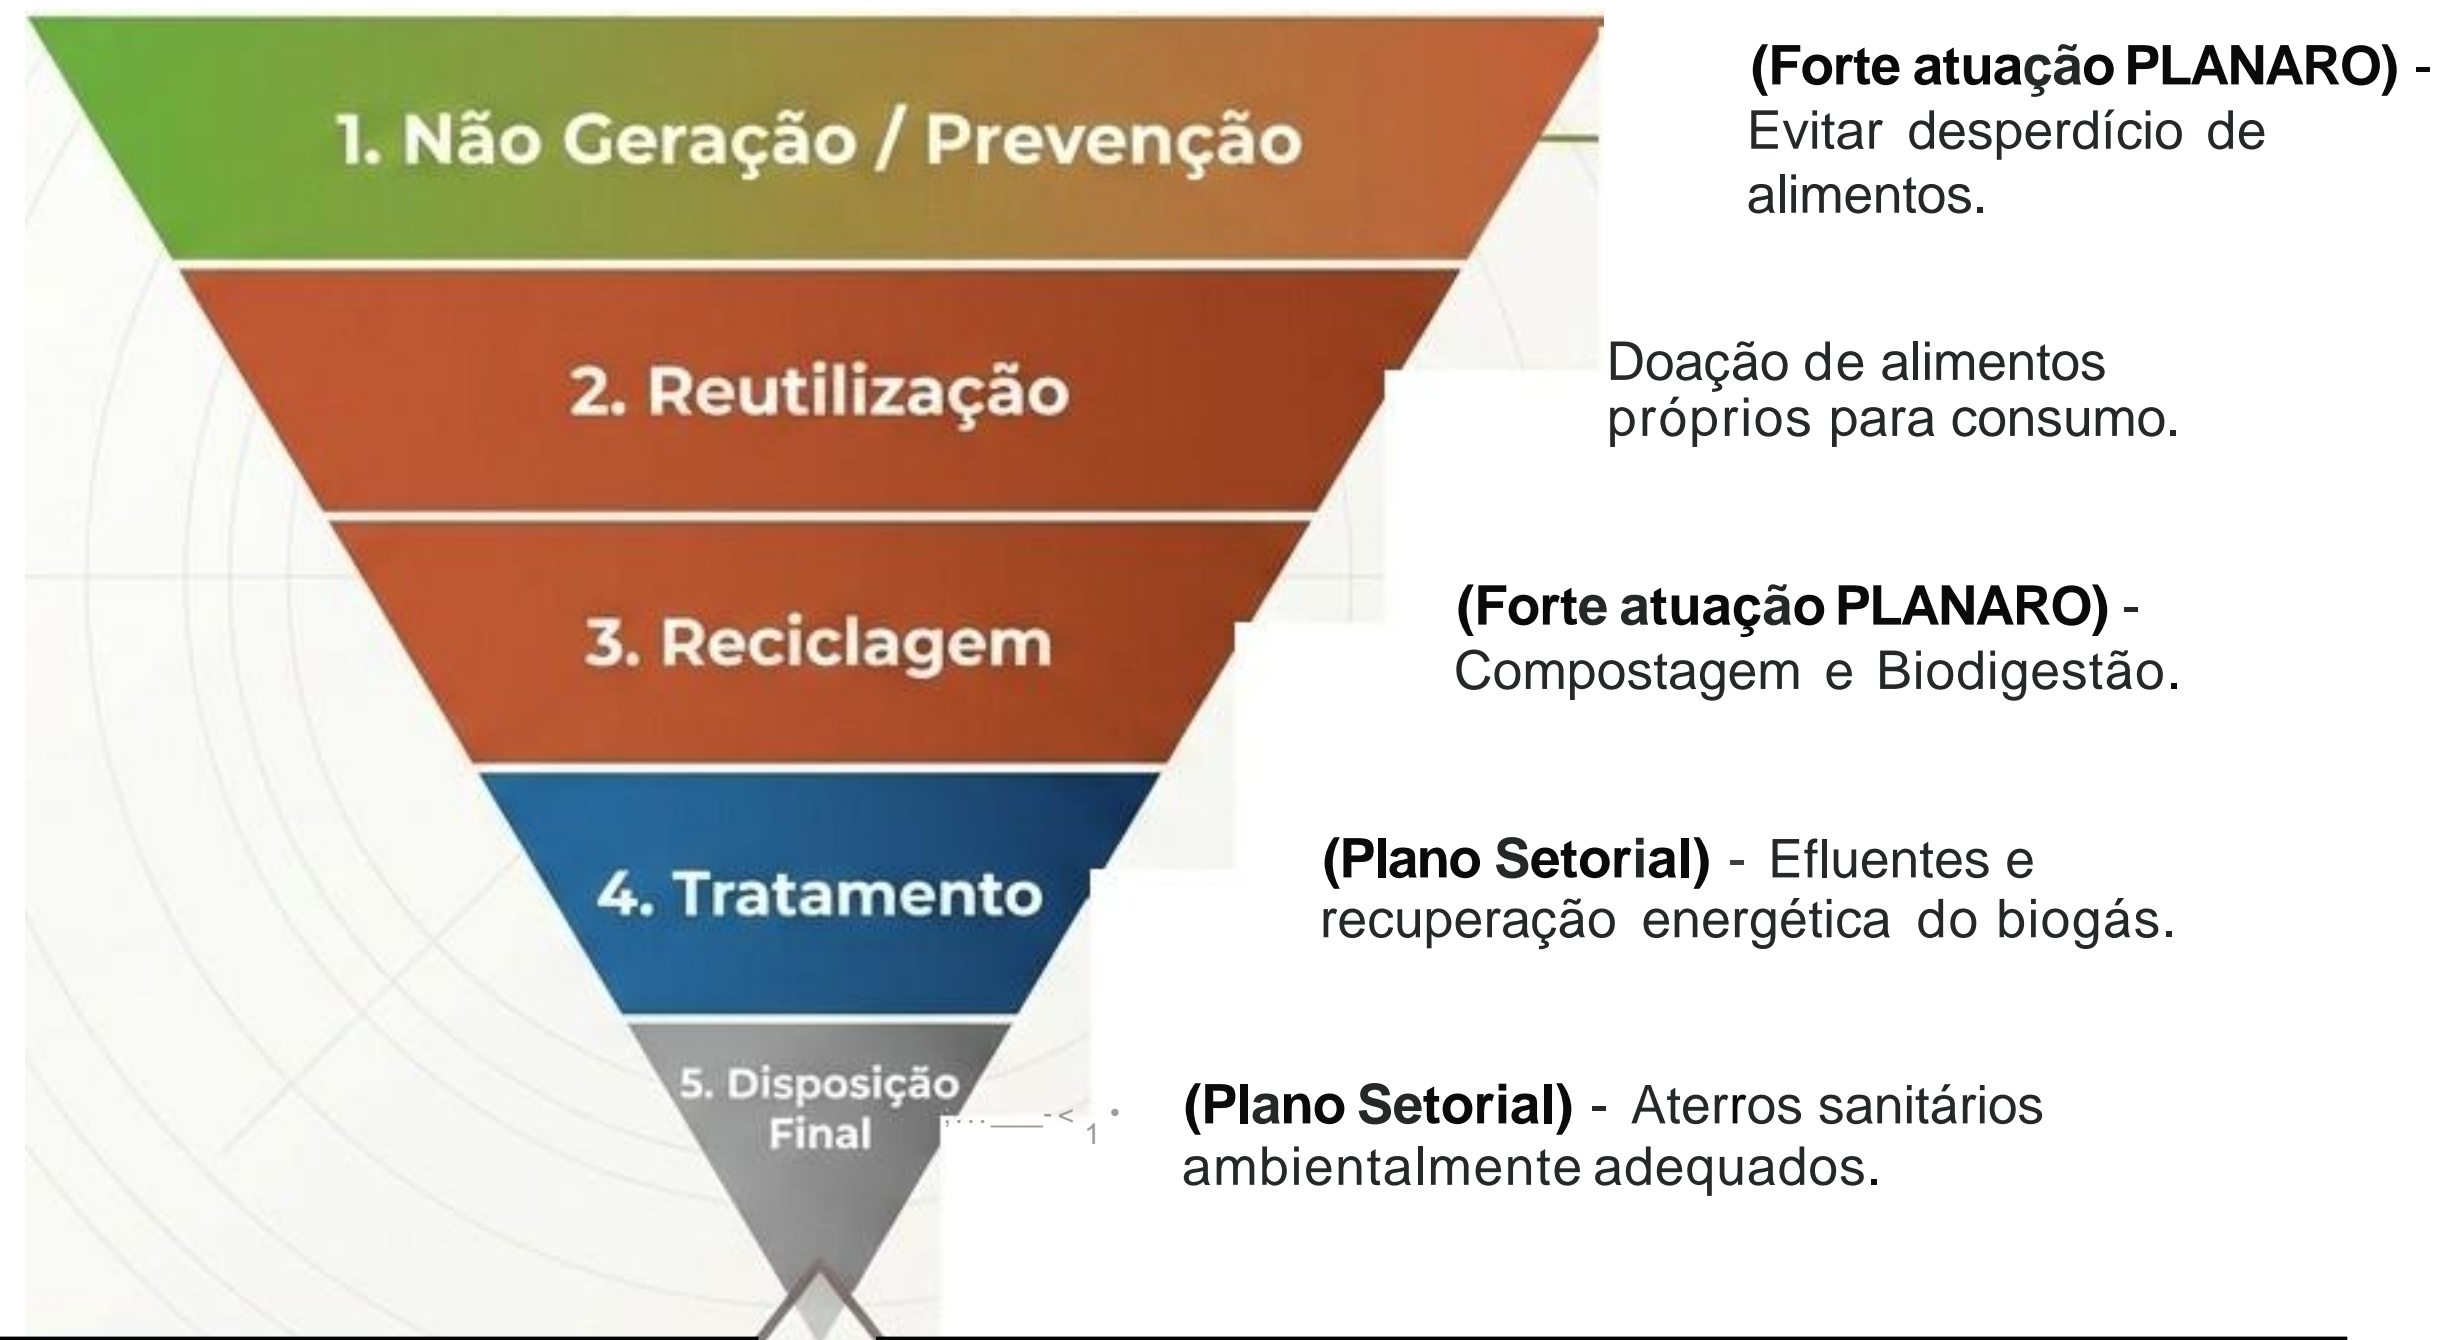 1. Não Geração / Prevenção
(Forte atuação PLANARO) -
Evitar desperdício de
alimentos.
2. Reutilização
Doação de alimentos
próprios para consumo.
3. Reciclagem
(Forte atuação PLANARO) -
Compostagem e Biodigestão.
4. Tratamento
(Plano Setorial) - Efluentes e
recuperação energética do biogás.
5. Disposição
Final
(Plano Setorial) - Aterros sanitários
ambientalmente adequados.